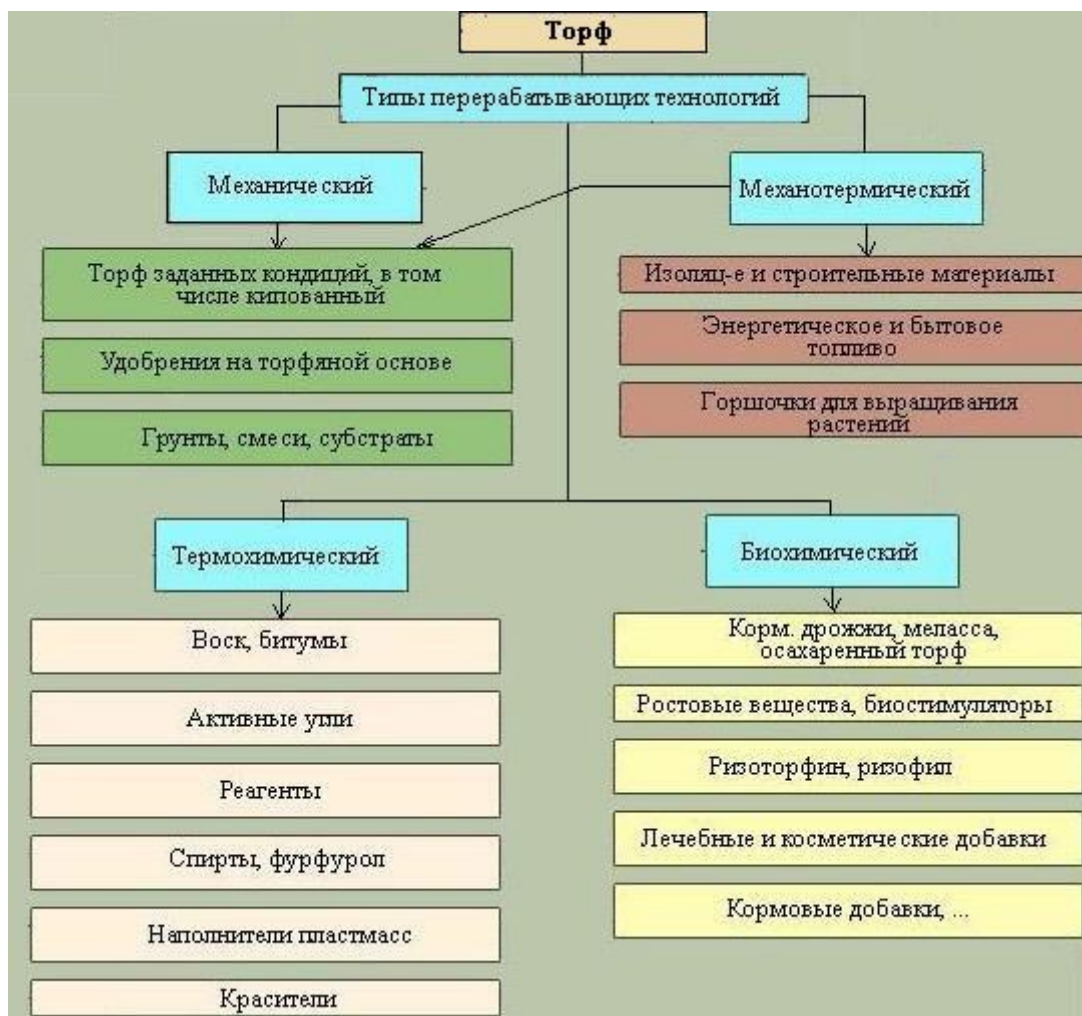 Торф
Типы перерабатывающих технологий
Механический
Механотермический
Торф заданных кондиций, в том
числе кипованный
Удобрения на торфяной основе
Грунты, смеси, субстраты
Изоляц-е и строительные материалы
Энергетическое и бытовое
топливо
Горшочки для выращивания
растений
Термохимический
Биохимический
Воск, битумы
Активные угли
Реагенты
Спирты, фурфурол
Наполнители пластмасс
Красители
Корм. дрожжи, меласса,
осахаренный торф
Ростовые вещества, биостимуляторы
Ризоторфин, ризофил
Лечебные и косметические добавки
Кормовые добавки, ...